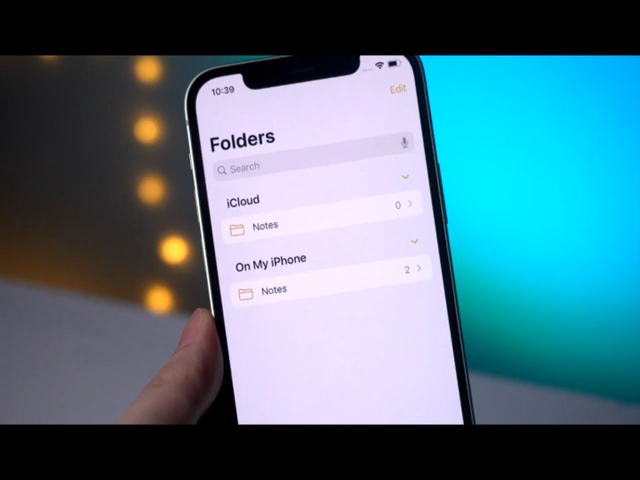 10:39
Edit
Folders
Search
iCloud
Notes 0
On My iPhone
Notes 2